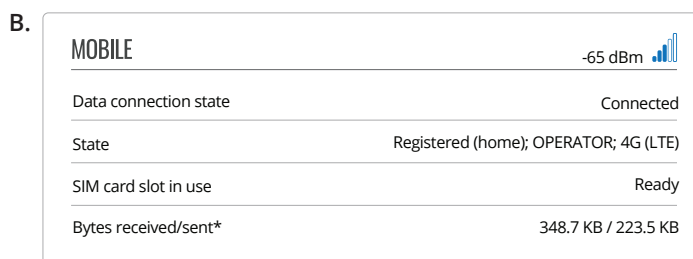 B.
MOBILE -65 dBm
Data connection state Connected
State Registered (home); OPERATOR; 4G (LTE)
SIM card slot in use Ready
Bytes received/sent* 348.7 KB / 223.5 KB